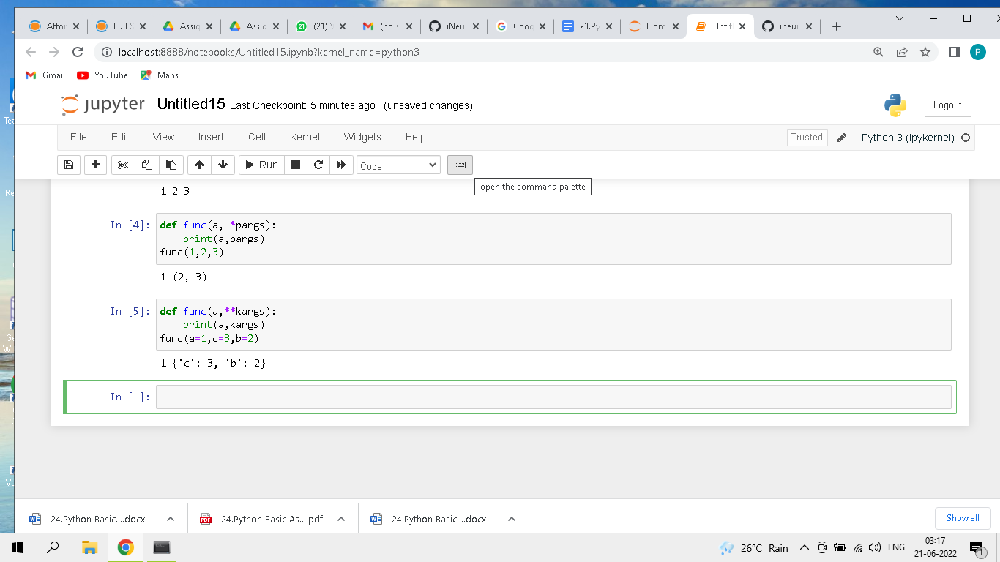 Affor
Full S
Assig
Assig
(21) V
(no s
iNeur
Goog
23.Py
Hom
Untit
ineur
localhost:8888/notebooks/Untitled15.ipynb?kernel_name=python3
P
Gmail YouTube Maps
jupyter Untitled15 Last Checkpoint: 5 minutes ago (unsaved changes)
Logout
File Edit View Insert Cell Kernel Widgets Help
Trusted
Python 3 (ipykernel)
Run
Code
open the command palette
1 2 3
In [4]: def func(a, *pargs):
    print(a,pargs)
func(1,2,3)
1 (2, 3)
In [5]: def func(a,**kargs):
    print(a,kargs)
func(a=1,c=3,b=2)
1 {'c': 3, 'b': 2}
In [ ]:
24.Python Basic....docx
24.Python Basic As....pdf
24.Python Basic....docx
Show all
26°C Rain
ENG
03:17
21-06-2022
1